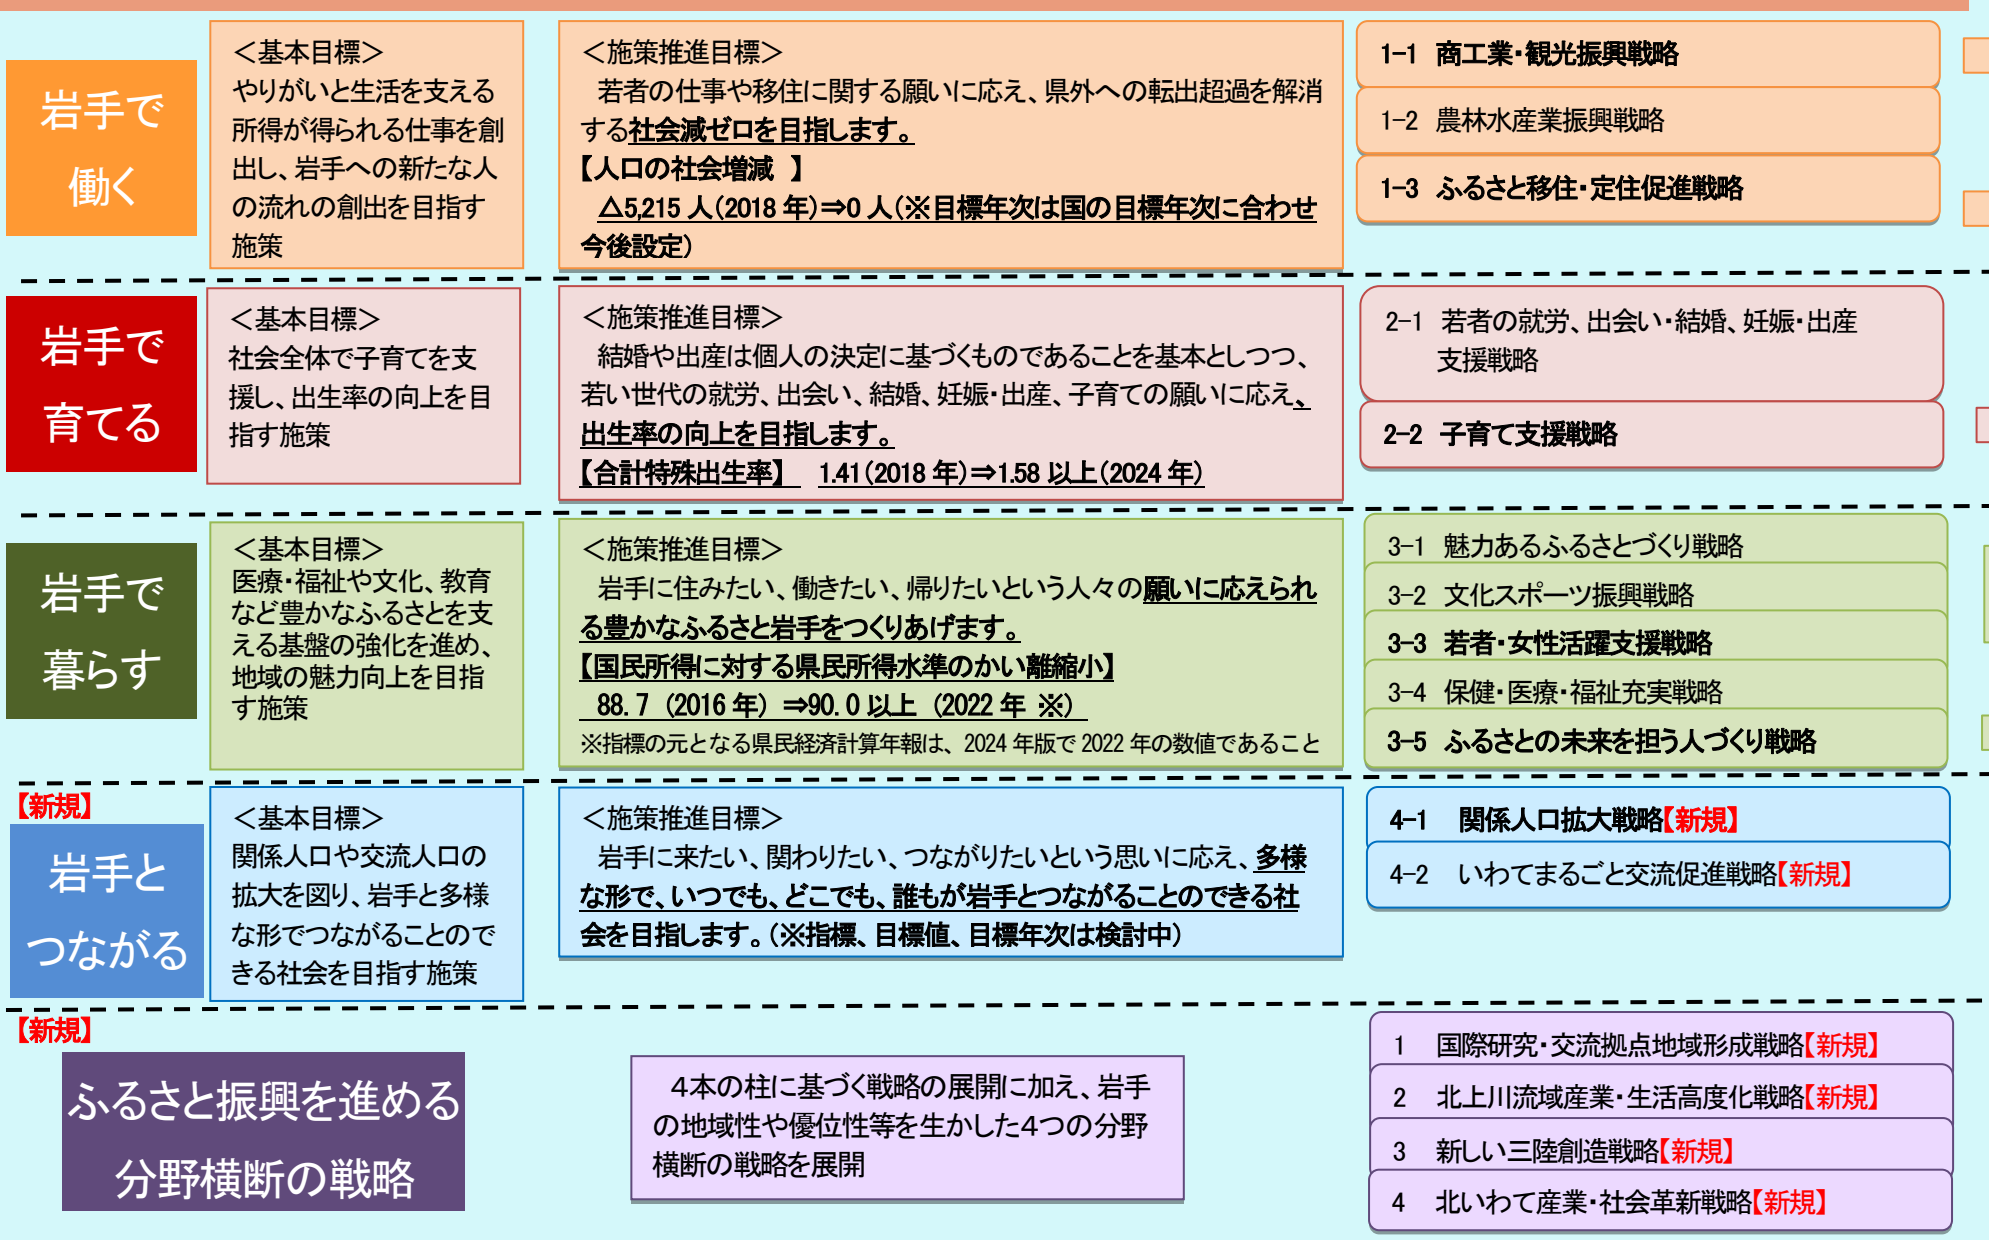 岩手で
働く
＜基本目標＞
やりがいと生活を支える
所得が得られる仕事を創
出し、岩手への新たな人
の流れの創出を目指す
施策
＜施策推進目標＞
若者の仕事や移住に関する願いに応え、県外への転出超過を解消
する社会減ゼロを目指します。
【人口の社会増減 】
△5,215 人(2018 年)⇒0 人(※目標年次は国の目標年次に合わせ
今後設定)
1-1 商工業・観光振興戦略
1-2 農林水産業振興戦略
1-3 ふるさと移住・定住促進戦略
岩手で
育てる
＜基本目標＞
社会全体で子育てを支
援し、出生率の向上を目
指す施策
＜施策推進目標＞
結婚や出産は個人の決定に基づくものであることを基本としつつ、
若い世代の就労、出会い、結婚、妊娠・出産、子育ての願いに応え、
出生率の向上を目指します。
【合計特殊出生率】 1.41(2018 年)⇒1.58 以上(2024 年)
2-1 若者の就労、出会い・結婚、妊娠・出産
支援戦略
2-2 子育て支援戦略
岩手で
暮らす
＜基本目標＞
医療・福祉や文化、教育
など豊かなふるさとを支
える基盤の強化を進め、
地域の魅力向上を目指
す施策
＜施策推進目標＞
岩手に住みたい、働きたい、帰りたいという人々の願いに応えられ
る豊かなふるさと岩手をつくりあげます。
【国民所得に対する県民所得水準のかい離縮小】
88.7 (2016 年) ⇒90.0 以上 (2022 年 ※)
※指標の元となる県民経済計算年報は、2024 年版で 2022 年の数値であること
3-1 魅力あるふるさとづくり戦略
3-2 文化スポーツ振興戦略
3-3 若者・女性活躍支援戦略
3-4 保健・医療・福祉充実戦略
3-5 ふるさとの未来を担う人づくり戦略
【新規】
岩手と
つながる
＜基本目標＞
関係人口や交流人口の
拡大を図り、岩手と多様
な形でつながることので
きる社会を目指す施策
＜施策推進目標＞
岩手に来たい、関わりたい、つながりたいという思いに応え、多様
な形で、いつでも、どこでも、誰もが岩手とつながることのできる社
会を目指します。(※指標、目標値、目標年次は検討中)
4-1 関係人口拡大戦略【新規】
4-2 いわてまるごと交流促進戦略【新規】
【新規】
ふるさと振興を進める
分野横断の戦略
４本の柱に基づく戦略の展開に加え、岩手
の地域性や優位性等を生かした４つの分野
横断の戦略を展開
1 国際研究・交流拠点地域形成戦略【新規】
2 北上川流域産業・生活高度化戦略【新規】
3 新しい三陸創造戦略【新規】
4 北いわて産業・社会革新戦略【新規】